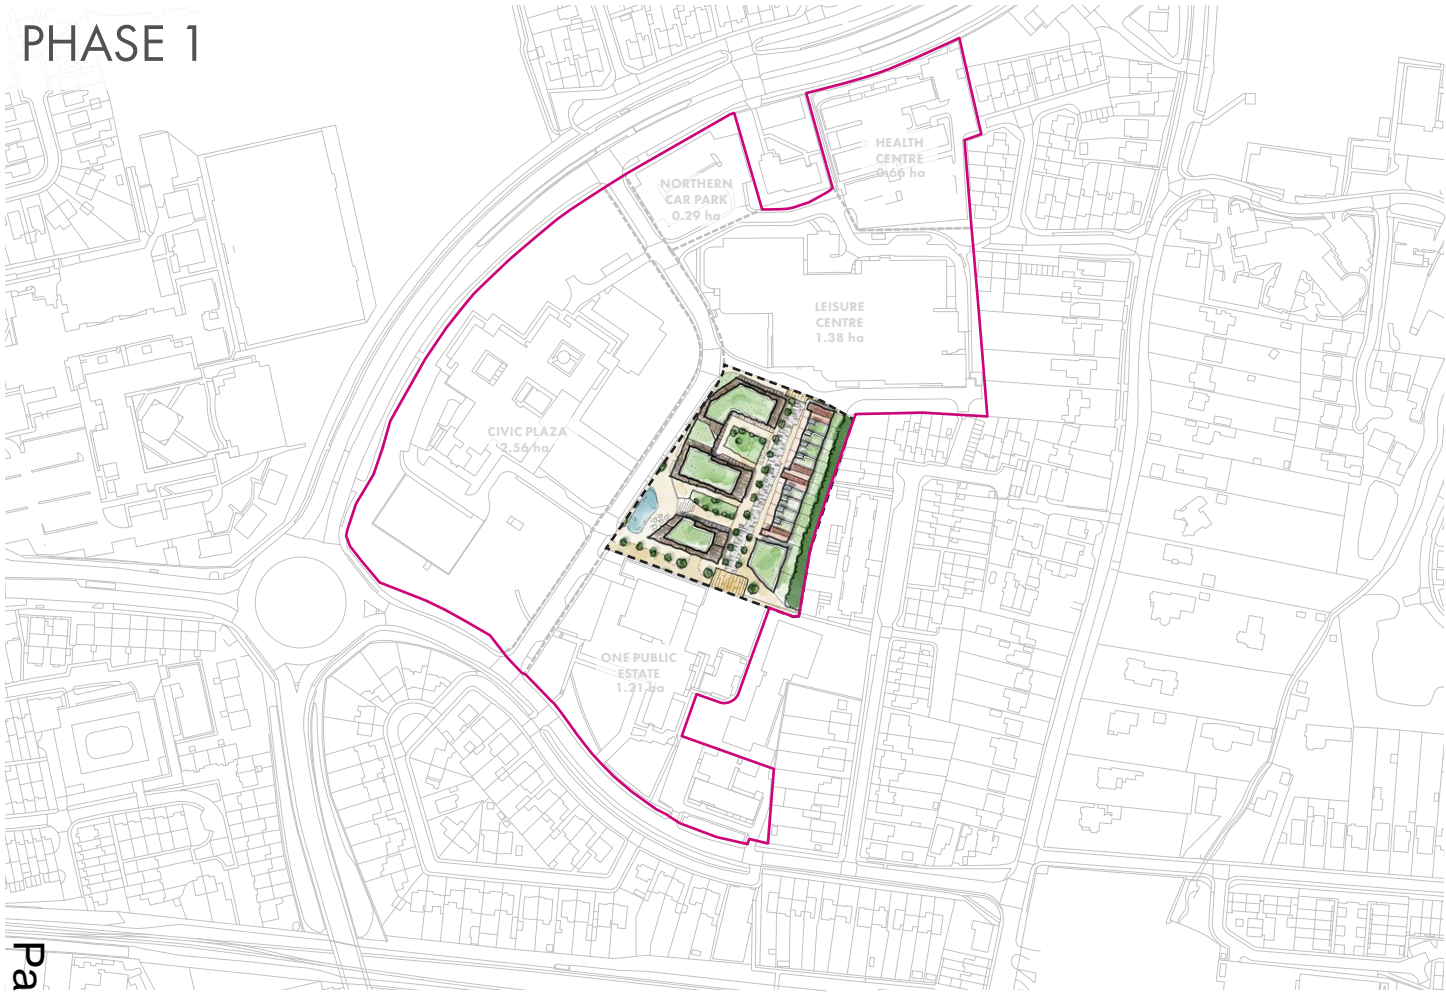 PHASE 1
HEALTH
CENTRE
0.66 ha
NORTHERN
CAR PARK
0.29 ha
LEISURE
CENTRE
1.38 ha
CIVIC PLAZA
2.56 ha
ONE PUBLIC
ESTATE
1.21 ha
Pa